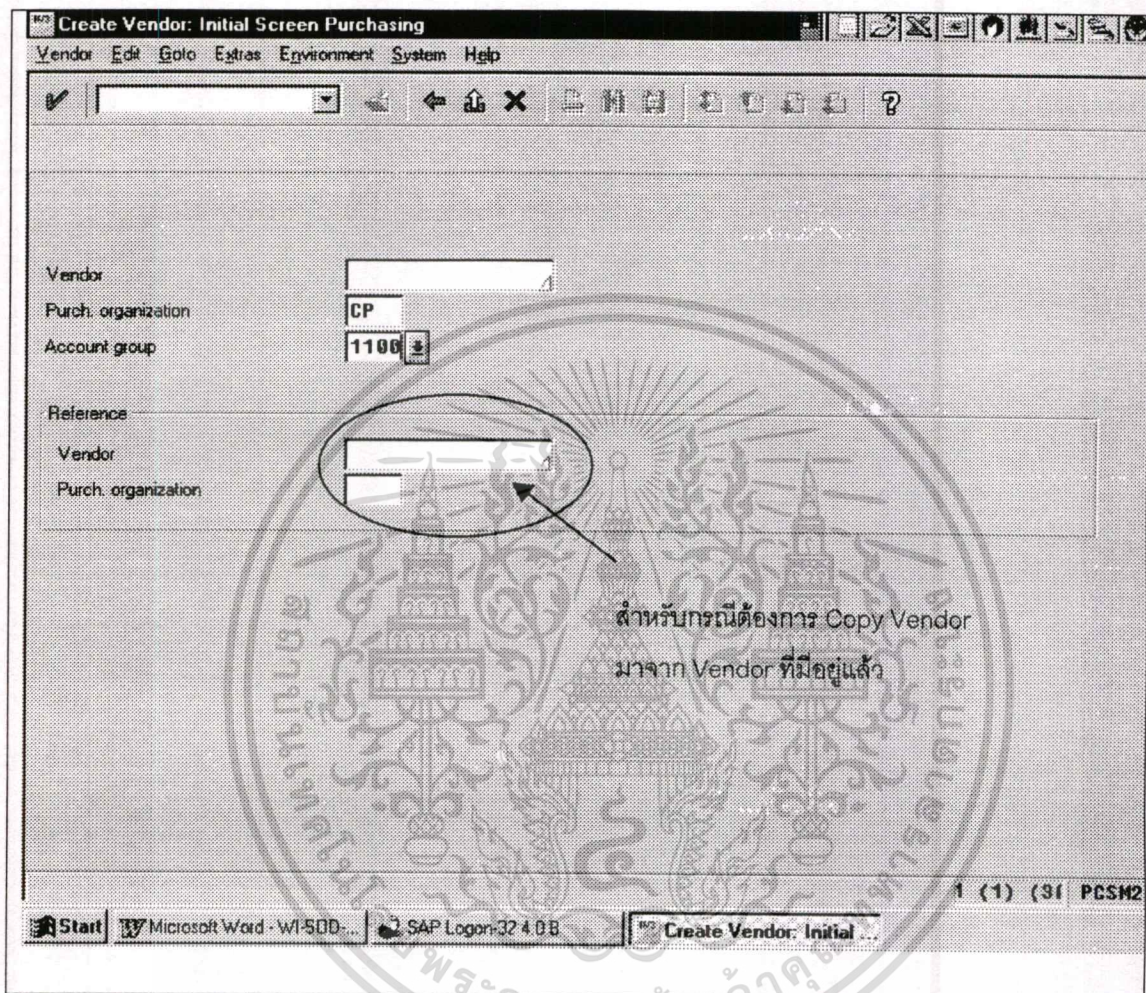 Create Vendor: Initial Screen Purchasing
Vendor Edit Goto Extras Environment System Help
Vendor
Purch. organization CP
Account group 1100
Reference
Vendor
Purch. organization
สำหรับกรณีต้องการ Copy Vendor
มาจาก Vendor ที่มีอยู่แล้ว
1 (1) (3( PCSM2
Start Microsoft Word - WI-50D-... SAP Logon-32 4.0 B Create Vendor: Initial ...